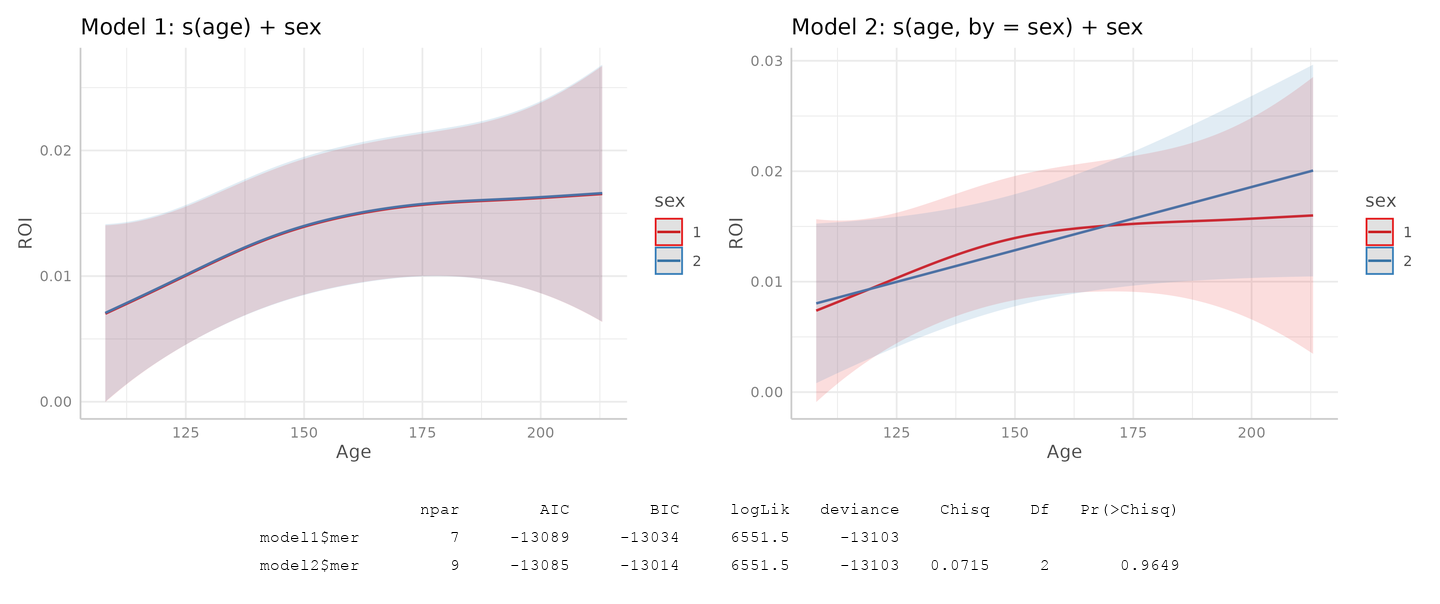 Model 1: s(age) + sex
0.02
0.01
0.00
ROI
125 150 175 200
Age
sex
1
2
Model 2: s(age, by = sex) + sex
0.03
0.02
0.01
0.00
ROI
125 150 175 200
Age
sex
1
2
npar AIC BIC logLik deviance Chisq Df Pr(>Chisq)
model1$mer 7 -13089 -13034 6551.5 -13103
model2$mer 9 -13085 -13014 6551.5 -13103 0.0715 2 0.9649